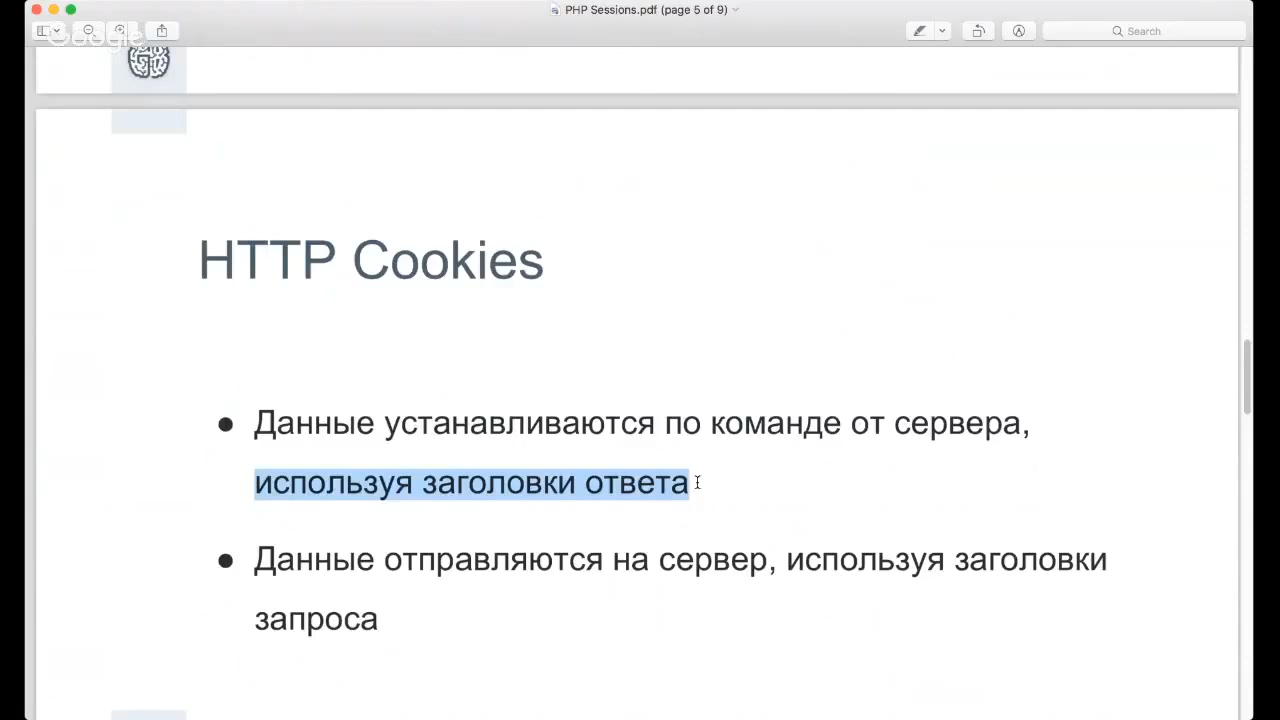 PHP Sessions.pdf (page 5 of 9)
Google
Search
HTTP Cookies
● Данные устанавливаются по команде от сервера,
используя заголовки ответа
● Данные отправляются на сервер, используя заголовки
запроса